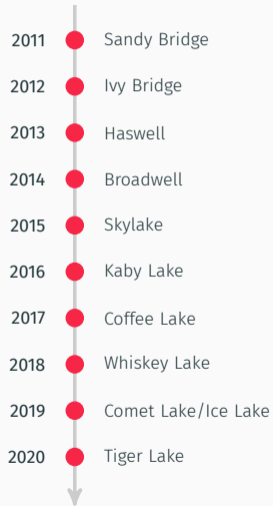 2011 Sandy Bridge
2012 Ivy Bridge
2013 Haswell
2014 Broadwell
2015 Skylake
2016 Kaby Lake
2017 Coffee Lake
2018 Whiskey Lake
2019 Comet Lake/Ice Lake
2020 Tiger Lake